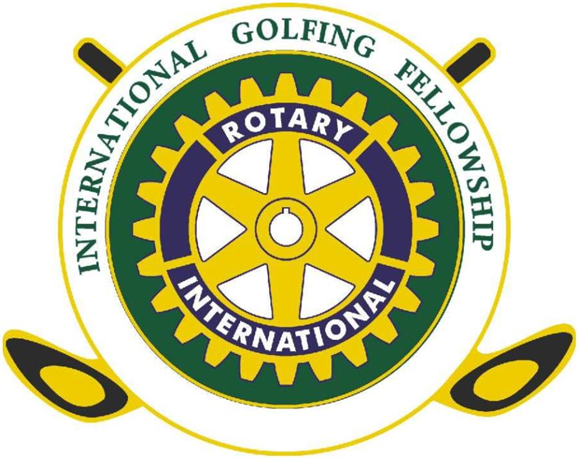 INTERNATIONAL GOLFING FELLOWSHIP
ROTARY
INTERNATIONAL